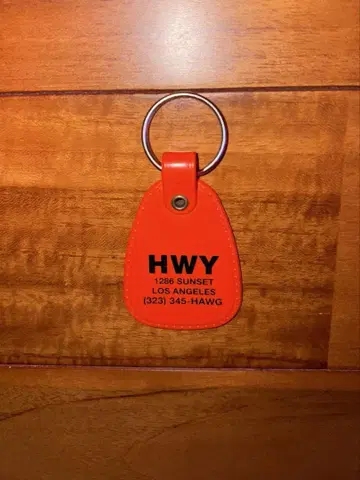 HWY
1286 SUNSET
LOS ANGELES
(323) 345-HAWG